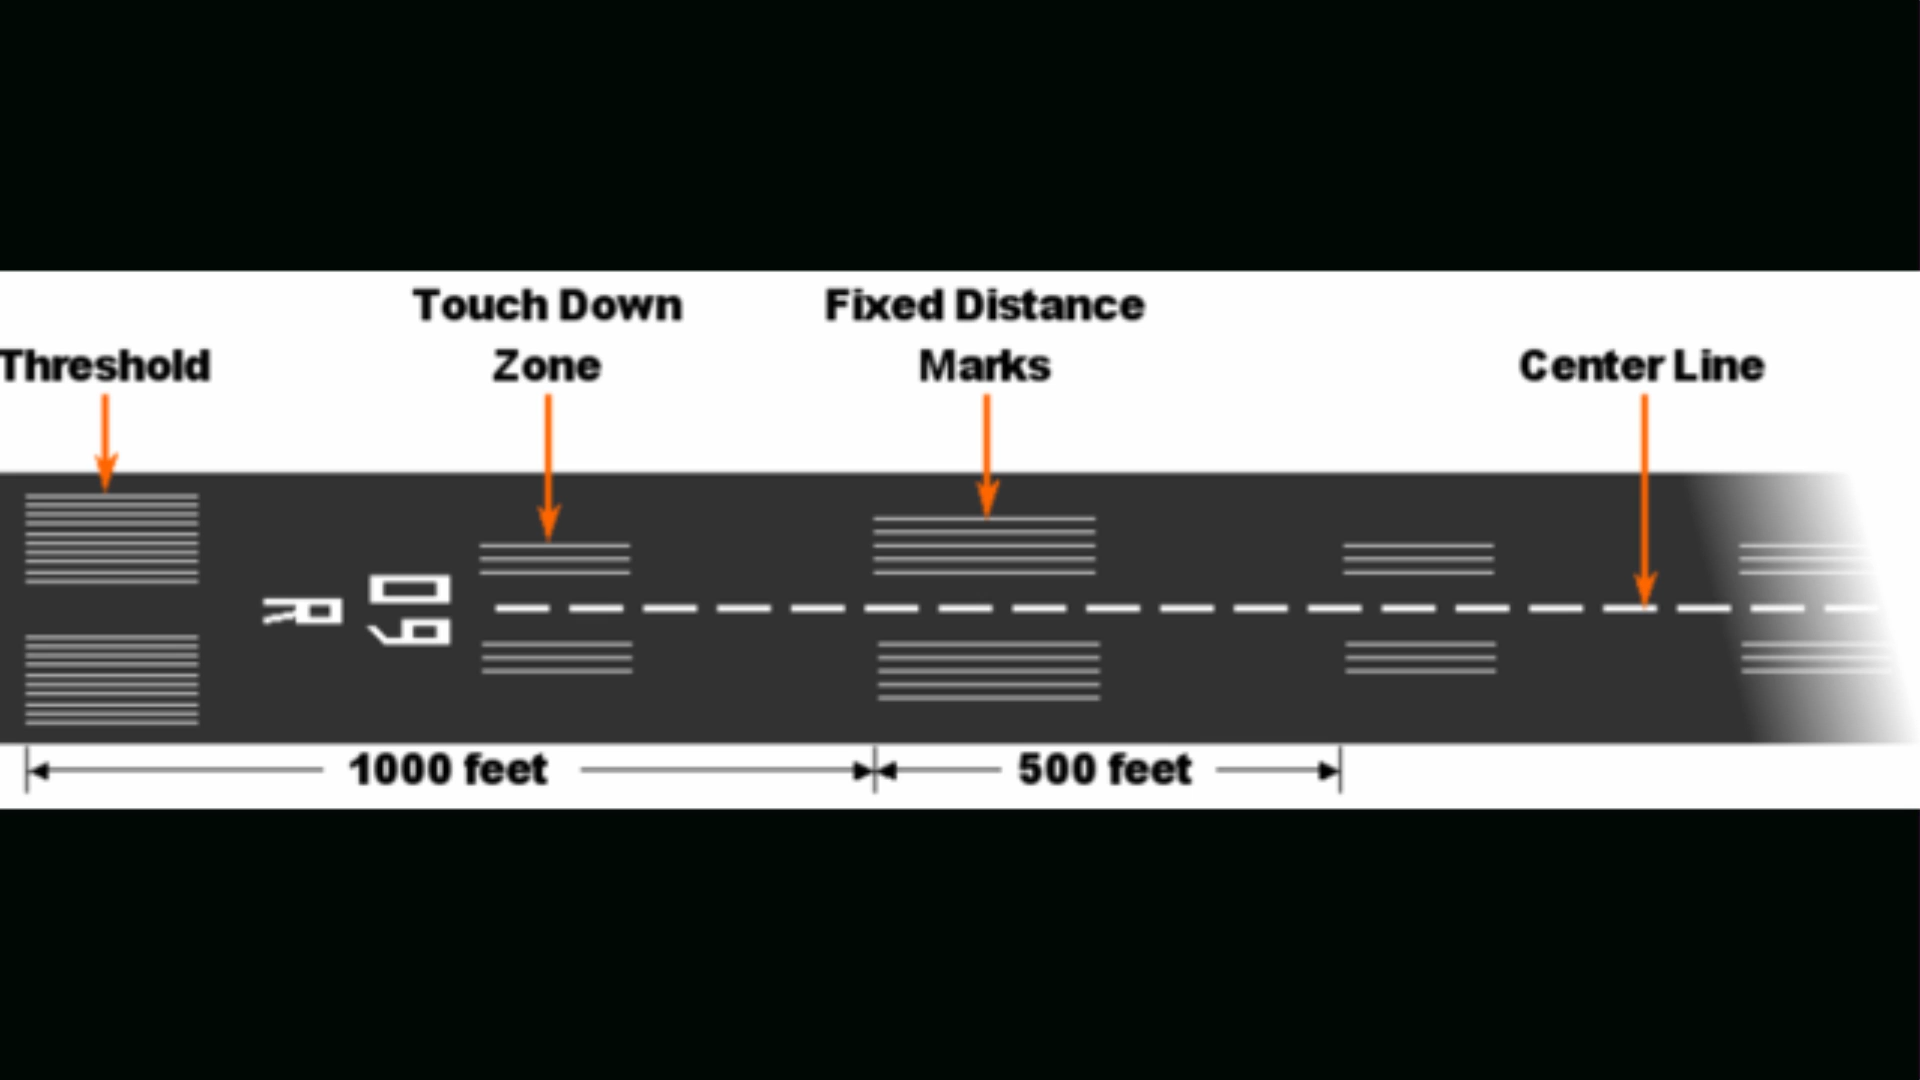 Touch Down
Zone
Fixed Distance
Marks
Threshold
Center Line
09
R
1000 feet
500 feet